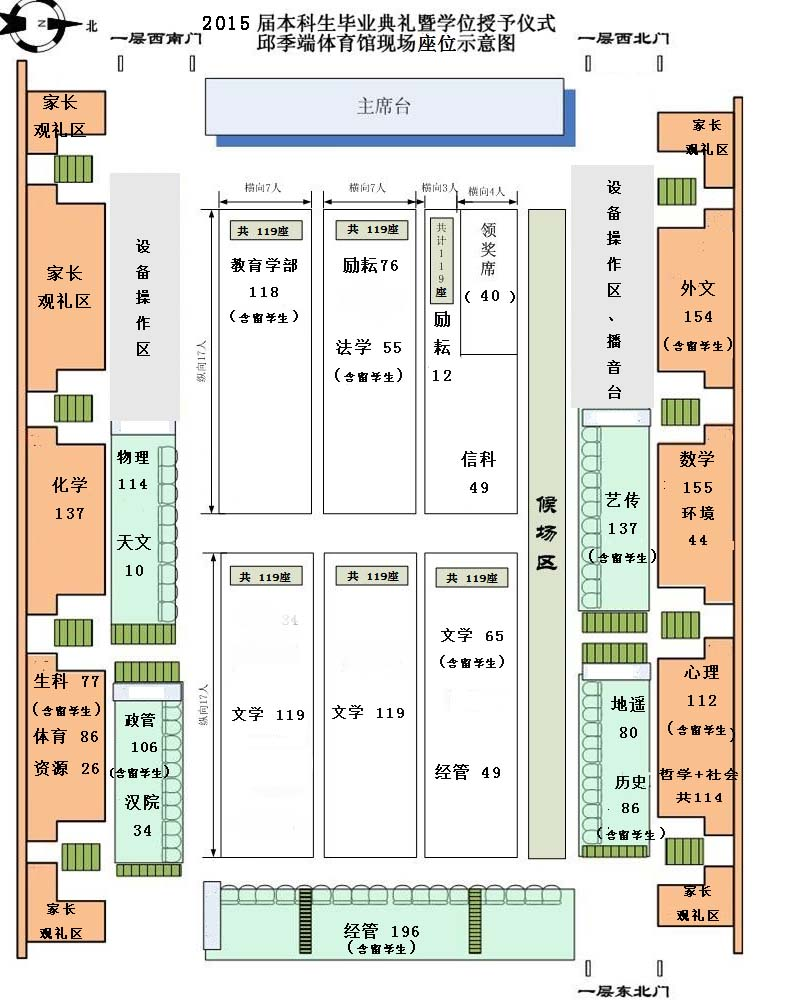 2015 届本科生毕业典礼暨学位授予仪式
邱季端体育馆现场座位示意图
N
北
一层西南门
一层西北门
主席台
家长
观礼区
家长
观礼区
化学
137
生科 77
(含留学生)
体育 86
资源 26
家长
观礼区
设备操作区
物理
114
天文
10
政管
106
(含留学生)
汉院
34
横向7人
横向7人
横向3人
横向4人
纵向17人
共 119座
教育学部
118
(含留学生)
共 119座
励耘76
法学 55
(含留学生)
共计119座
励耘
12
领奖席
(40)
信科
49
纵向17人
共 119座
34
文学 119
共 119座
文学 119
共 119座
文学 65
(含留学生)
经管 49
候场区
经管 196
(含留学生)
设备操作区、播音台
艺传
137
(含留学生)
地遥
80
历史
86
(含留学生)
家长
观礼区
外文
154
(含留学生)
数学
155
环境
44
心理
112
(含留学生)
哲学+社会
共114
家长
观礼区
一层东北门